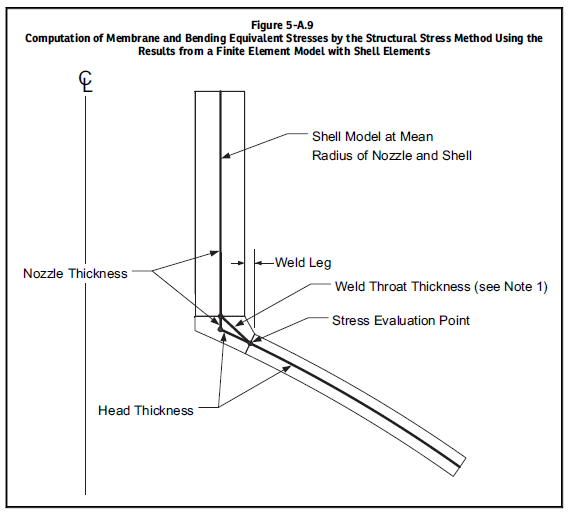 Figure 5-A.9
Computation of Membrane and Bending Equivalent Stresses by the Structural Stress Method Using the
Results from a Finite Element Model with Shell Elements
℄
Shell Model at Mean
Radius of Nozzle and Shell
Nozzle Thickness
Weld Leg
Weld Throat Thickness (see Note 1)
Stress Evaluation Point
Head Thickness